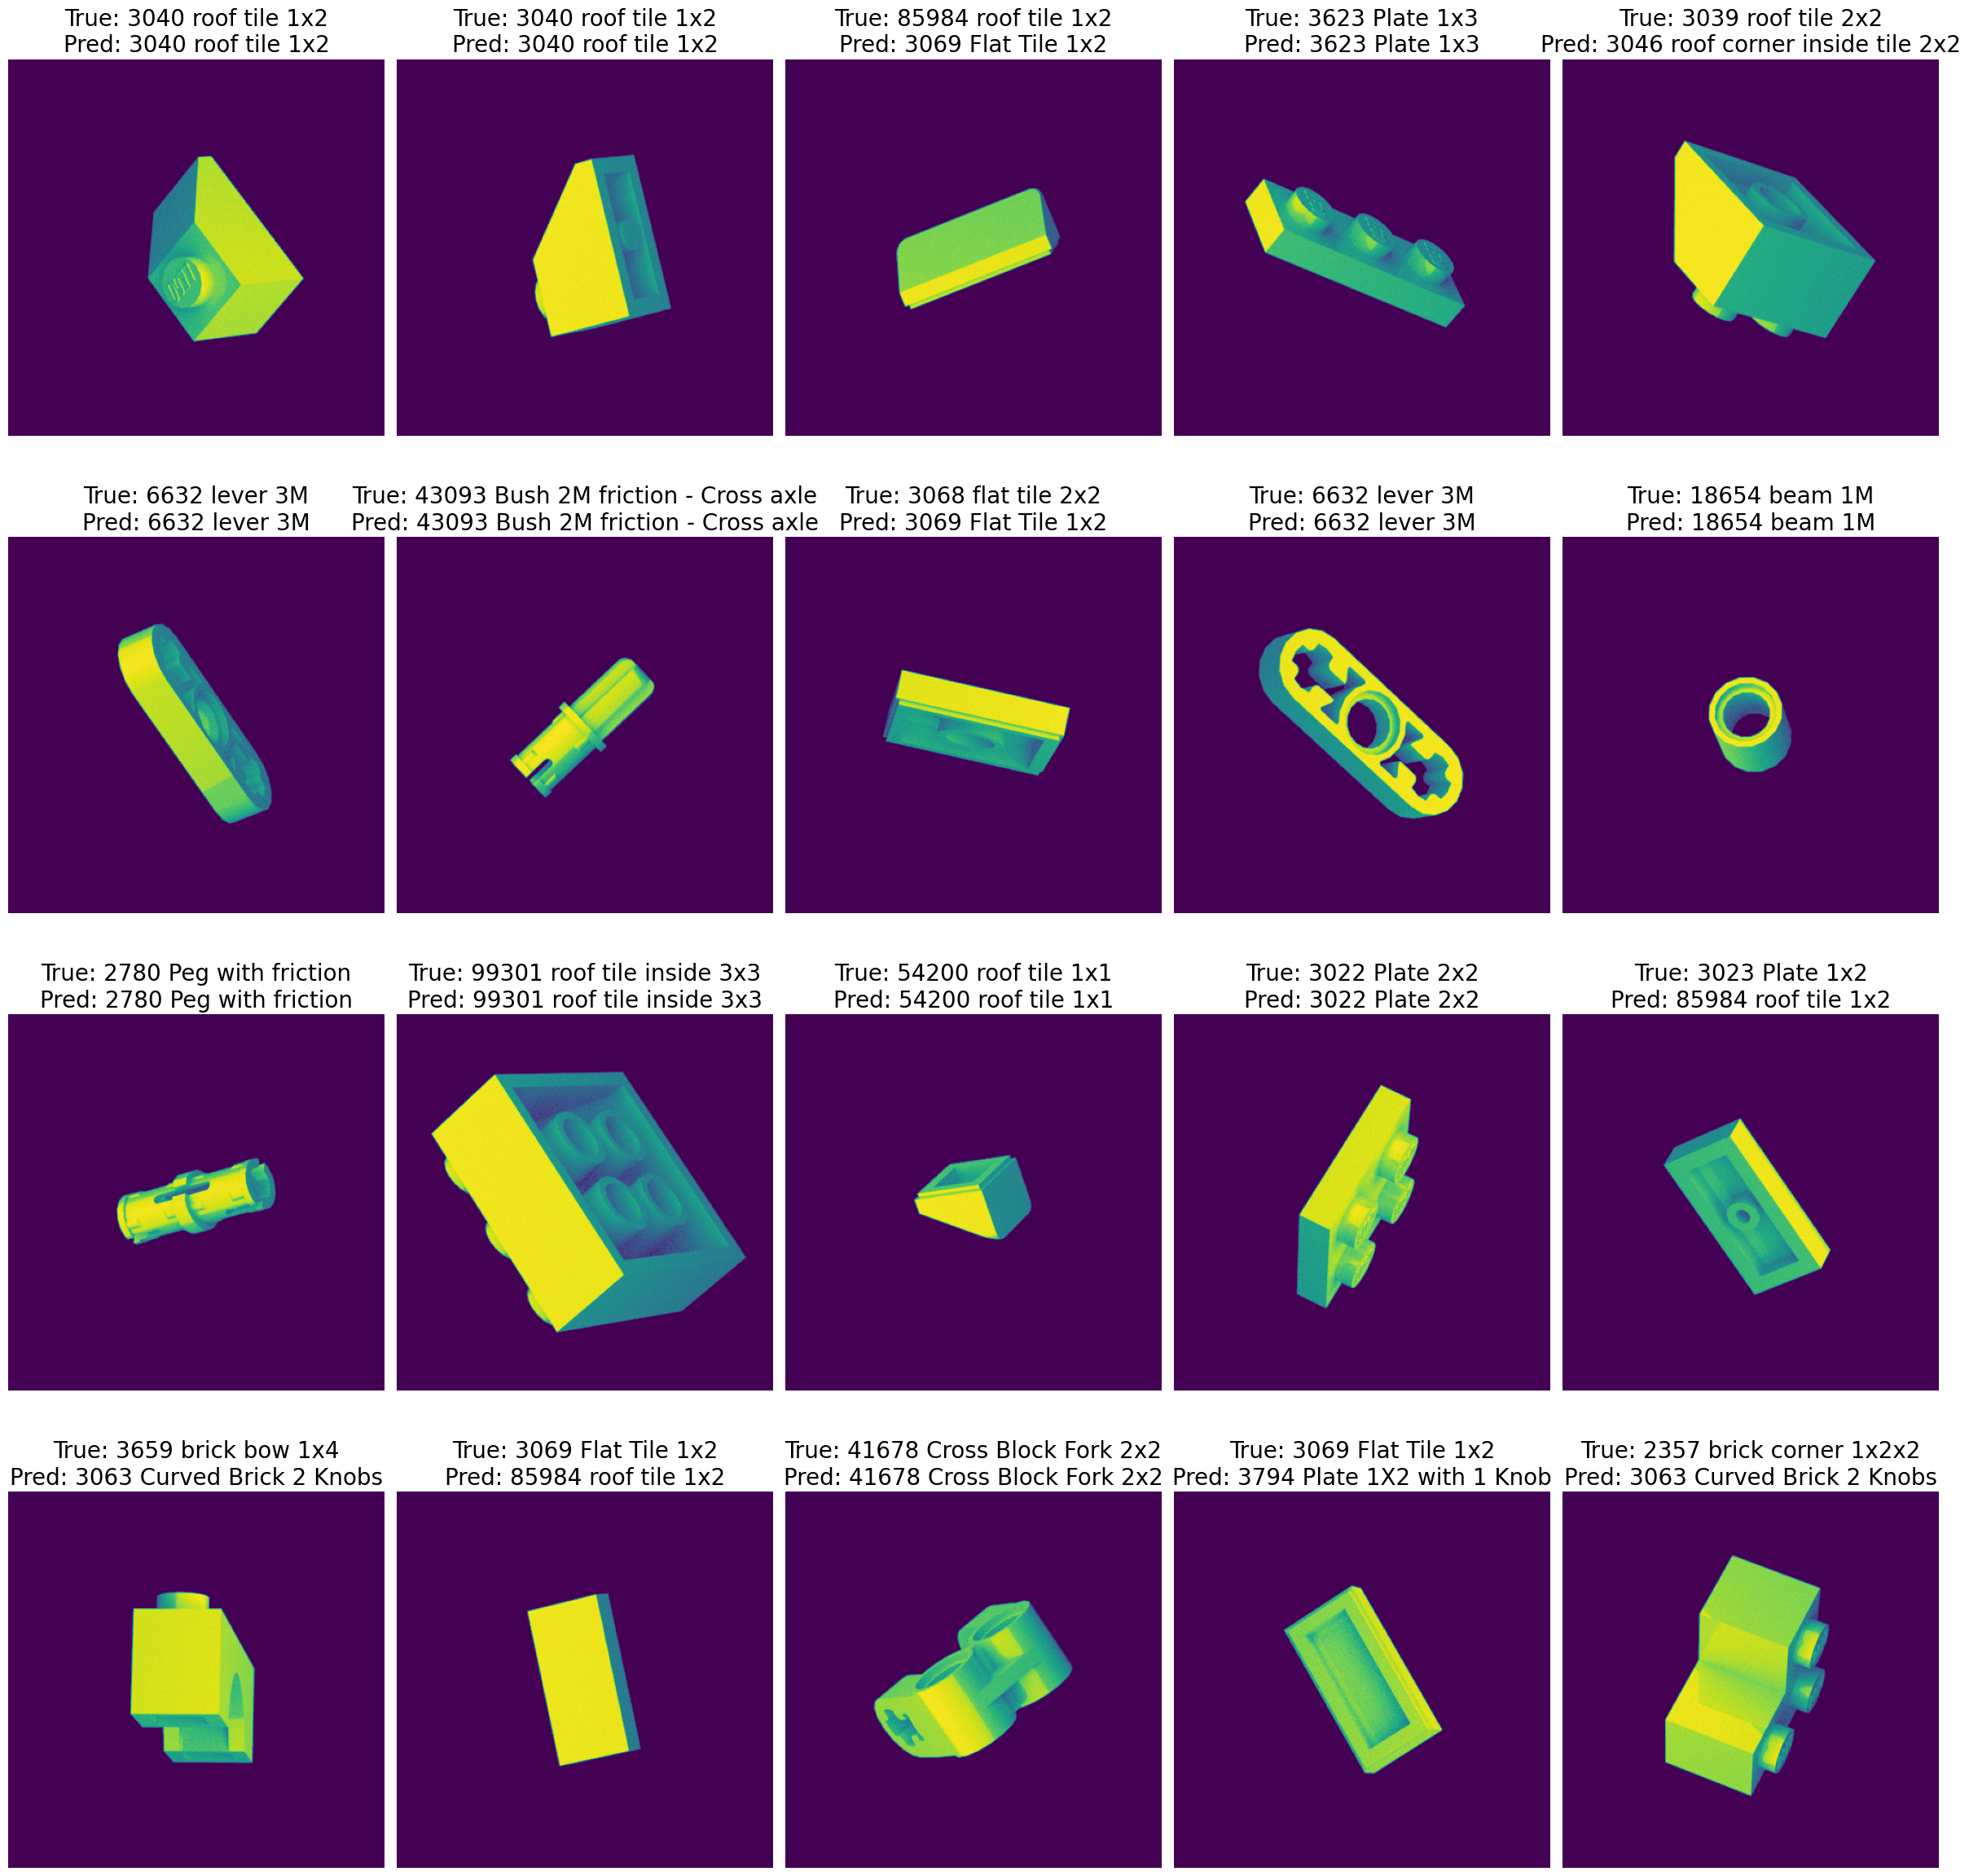 True: 3040 roof tile 1x2
Pred: 3040 roof tile 1x2
True: 3040 roof tile 1x2
Pred: 3040 roof tile 1x2
True: 85984 roof tile 1x2
Pred: 3069 Flat Tile 1x2
True: 3623 Plate 1x3
Pred: 3623 Plate 1x3
True: 3039 roof tile 2x2
Pred: 3046 roof corner inside tile 2x2
True: 6632 lever 3M
Pred: 6632 lever 3M
True: 43093 Bush 2M friction - Cross axle
Pred: 43093 Bush 2M friction - Cross axle
True: 3068 flat tile 2x2
Pred: 3069 Flat Tile 1x2
True: 6632 lever 3M
Pred: 6632 lever 3M
True: 18654 beam 1M
Pred: 18654 beam 1M
True: 2780 Peg with friction
Pred: 2780 Peg with friction
True: 99301 roof tile inside 3x3
Pred: 99301 roof tile inside 3x3
True: 54200 roof tile 1x1
Pred: 54200 roof tile 1x1
True: 3022 Plate 2x2
Pred: 3022 Plate 2x2
True: 3023 Plate 1x2
Pred: 85984 roof tile 1x2
True: 3659 brick bow 1x4
Pred: 3063 Curved Brick 2 Knobs
True: 3069 Flat Tile 1x2
Pred: 85984 roof tile 1x2
True: 41678 Cross Block Fork 2x2
Pred: 41678 Cross Block Fork 2x2
True: 3069 Flat Tile 1x2
Pred: 3794 Plate 1X2 with 1 Knob
True: 2357 brick corner 1x2x2
Pred: 3063 Curved Brick 2 Knobs